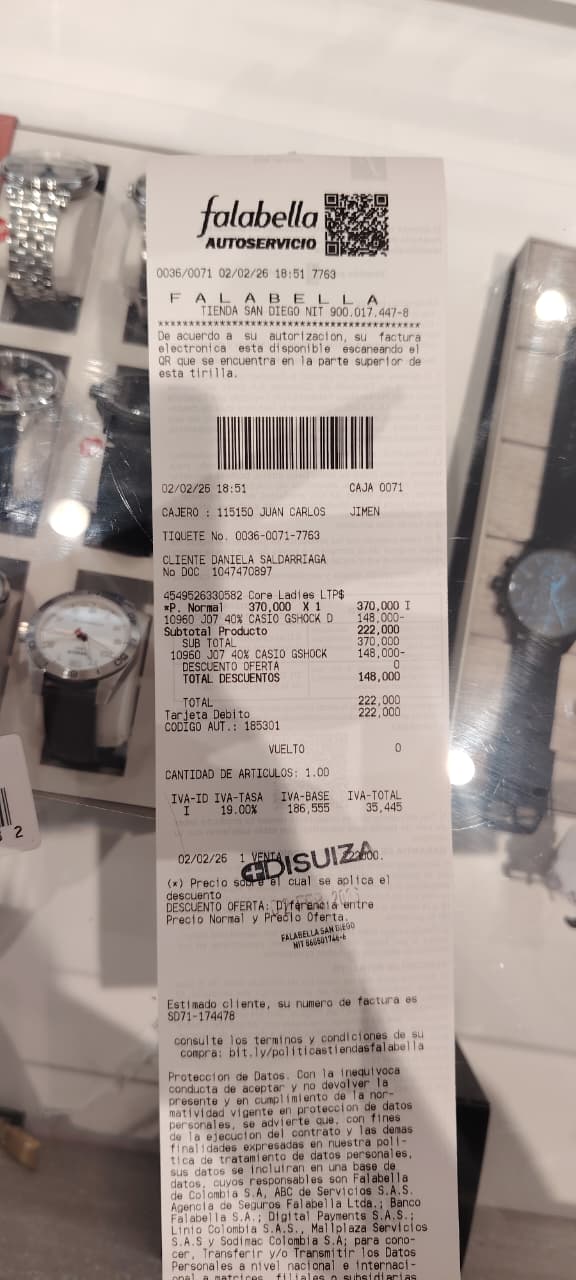 falabella
AUTOSERVICIO
0036/0071 02/02/26 18:51 7763
F A L A B E L L A
TIENDA SAN DIEGO NIT 900.017.447-8
****************************************
De acuerdo a su autorizacion, su factura
electronica esta disponible escaneando el
QR que se encuentra en la parte superior de
esta tirilla.
02/02/26 18:51 CAJA 0071
CAJERO : 115150 JUAN CARLOS JIMEN
TIQUETE No. 0036-0071-7763
CLIENTE DANIELA SALDARRIAGA
No DOC 1047470897
4549526330582 Core Ladies LTP$
*P. Normal 370,000 X 1 370,000 I
10960 J07 40% CASIO GSHOCK D 148,000-
Subtotal Producto 222,000
SUB TOTAL 370,000
10960 J07 40% CASIO GSHOCK 148,000-
DESCUENTO OFERTA 0
TOTAL DESCUENTOS 148,000
TOTAL 222,000
Tarjeta Debito 222,000
CODIGO AUT.: 185301
VUELTO 0
CANTIDAD DE ARTICULOS: 1.00
IVA-ID IVA-TASA IVA-BASE IVA-TOTAL
I 19.00% 186,555 35,445
02/02/26 1 VENTA
DISUIZA
(*) Precio sobre el cual se aplica el
descuento
DESCUENTO OFERTA: Diferencia entre
Precio Normal y Precio Oferta.
FALABELLA SAN DIEGO
Estimado cliente, su numero de factura es
SD71-174478
consulte los terminos y condiciones de su
compra: bit.ly/politicastiendasfalabella
Proteccion de Datos. Con la inequivoca
conducta de aceptar y no devolver la
presente y en cumplimiento de la nor-
matividad vigente en proteccion de datos
personales, se advierte que, con fines
de la ejecucion del contrato y las demas
finalidades expresadas en nuestra poli-
tica de tratamiento de datos personales,
sus datos se incluiran en una base de
datos, cuyos responsables son Falabella
de Colombia S.A, ABC de Servicios S.A.S.
Agencia de Seguros Falabella Ltda.; Banco
Falabella S.A.; Digital Payments S.A.S.;
Linio Colombia S.A.S., Mallplaza Servicios
S.A.S y Sodimac Colombia S.A; para cono-
cer, Transferir y/o Transmitir los Datos
Personales a nivel nacional e internaci-
onal a matrices, filiales o subsidiarias
2